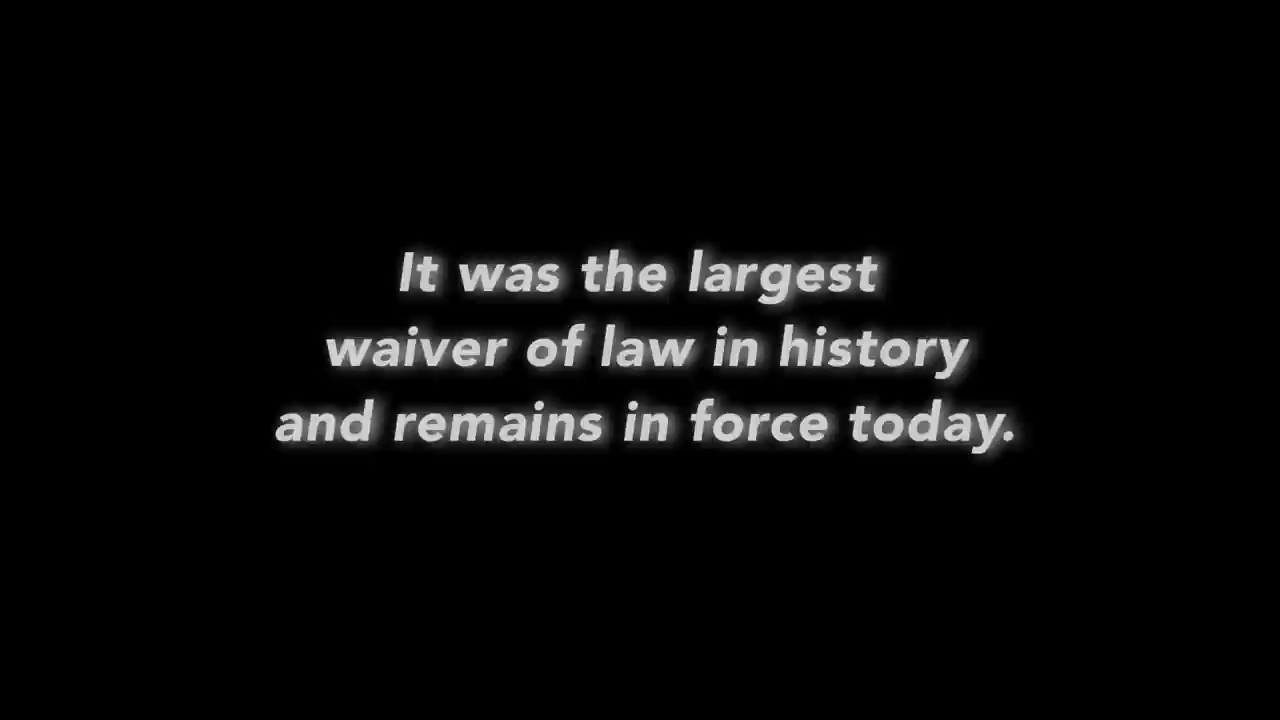 It was the largest
waiver of law in history
and remains in force today.